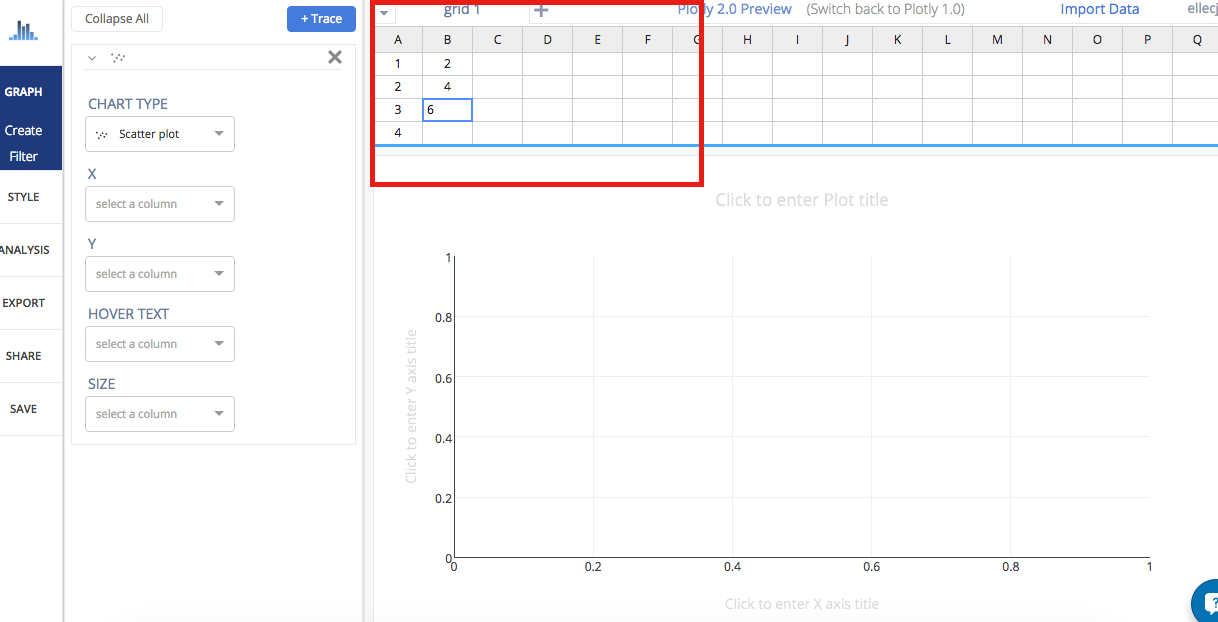 Collapse All
+ Trace
GRAPH
Create
Filter
STYLE
ANALYSIS
EXPORT
SHARE
SAVE
CHART TYPE
Scatter plot
X
select a column
Y
select a column
HOVER TEXT
select a column
SIZE
select a column
grid 1 +
Plotly 2.0 Preview (Switch back to Plotly 1.0) Import Data ellecj
A B C D E F G H I J K L M N O P Q
1 2
2 4
3 6
4
Click to enter Plot title
Click to enter Y axis title
1
0.8
0.6
0.4
0.2
0
0 0.2 0.4 0.6 0.8 1
Click to enter X axis title
?